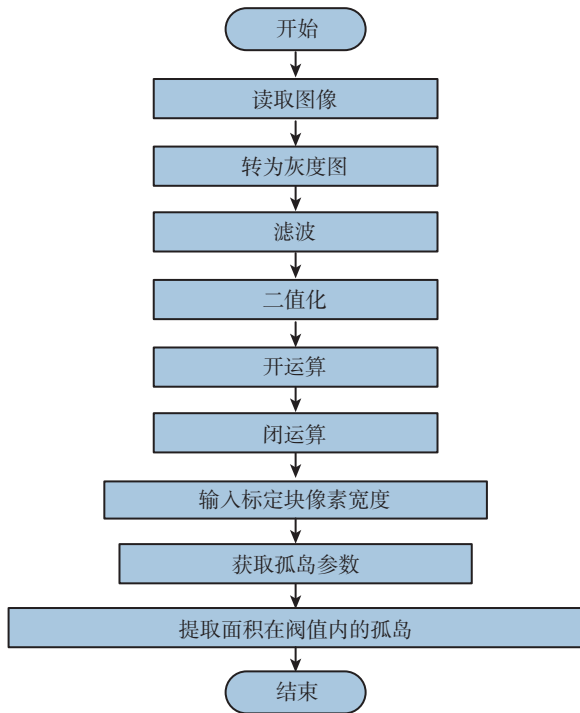 开始
读取图像
转为灰度图
滤波
二值化
开运算
闭运算
输入标定块像素宽度
获取孤岛参数
提取面积在阀值内的孤岛
结束